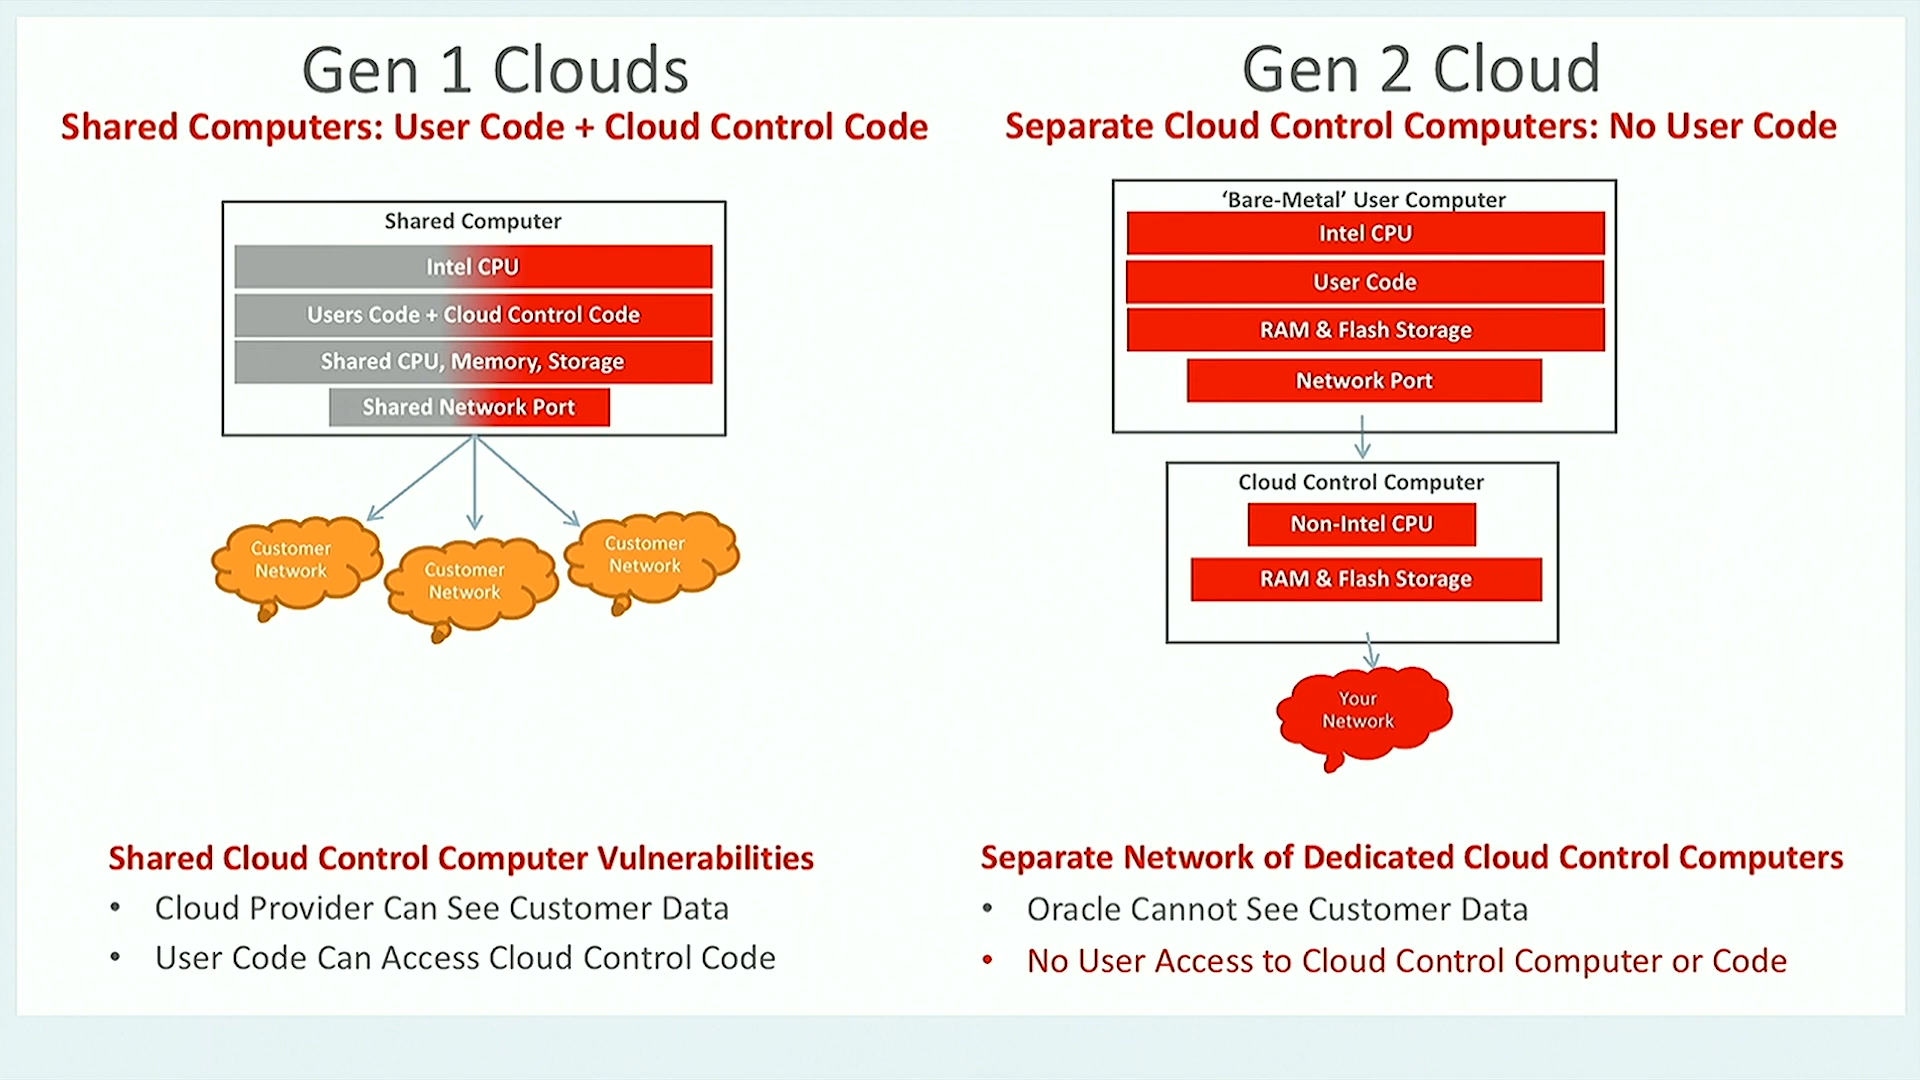 Gen 1 Clouds
Shared Computers: User Code + Cloud Control Code
Shared Computer
Intel CPU
Users Code + Cloud Control Code
Shared CPU, Memory, Storage
Shared Network Port
Customer
Network
Customer
Network
Customer
Network
Shared Cloud Control Computer Vulnerabilities
• Cloud Provider Can See Customer Data
• User Code Can Access Cloud Control Code
Gen 2 Cloud
Separate Cloud Control Computers: No User Code
‘Bare-Metal’ User Computer
Intel CPU
User Code
RAM & Flash Storage
Network Port
Cloud Control Computer
Non-Intel CPU
RAM & Flash Storage
Your
Network
Separate Network of Dedicated Cloud Control Computers
• Oracle Cannot See Customer Data
• No User Access to Cloud Control Computer or Code